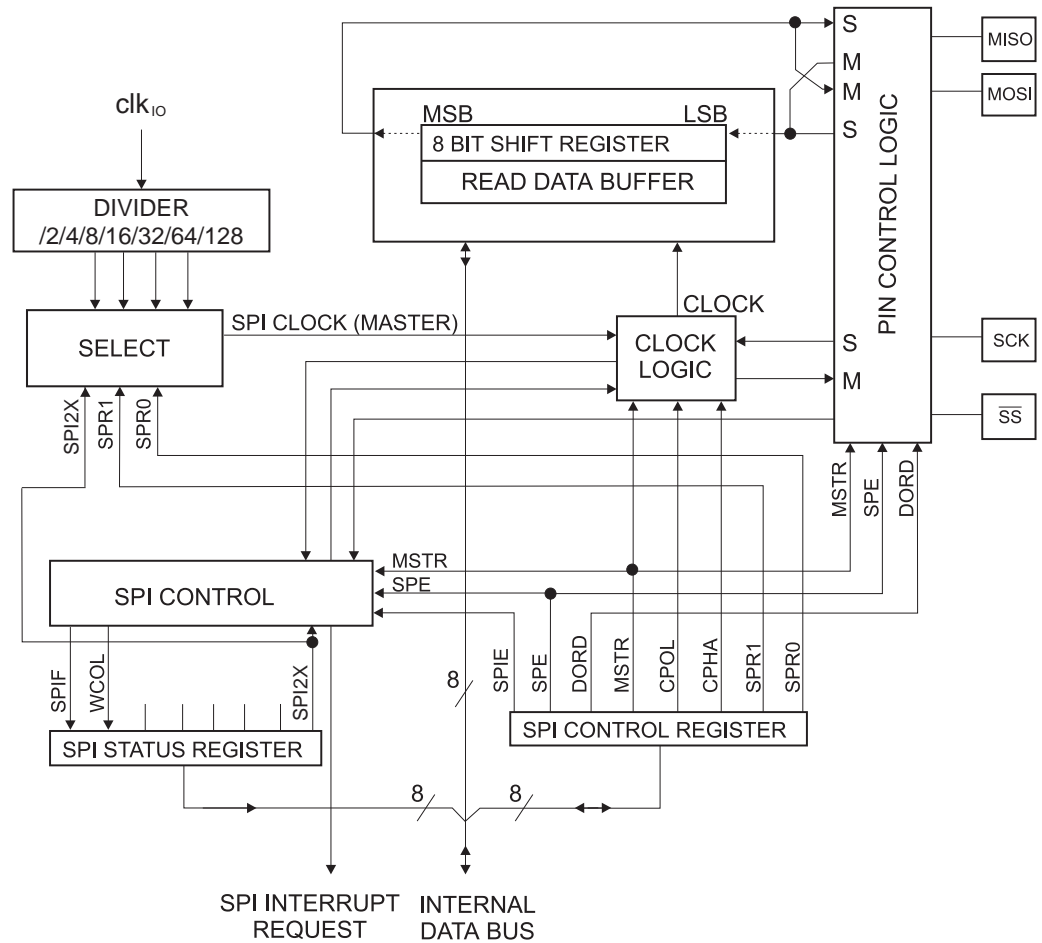 S
MISO
M
M
MOSI
clkIO
MSB
LSB
S
8 BIT SHIFT REGISTER
READ DATA BUFFER
PIN CONTROL LOGIC
DIVIDER
/2/4/8/16/32/64/128
CLOCK
SPI CLOCK (MASTER)
SELECT
CLOCK
LOGIC
S
M
SCK
SS
SPI2X
SPR1
SPR0
MSTR
SPE
DORD
MSTR
SPE
SPI CONTROL
SPIF
WCOL
SPI2X
8
SPIE
SPE
DORD
MSTR
CPOL
CPHA
SPR1
SPR0
SPI STATUS REGISTER
SPI CONTROL REGISTER
8
8
SPI INTERRUPT
REQUEST
INTERNAL
DATA BUS